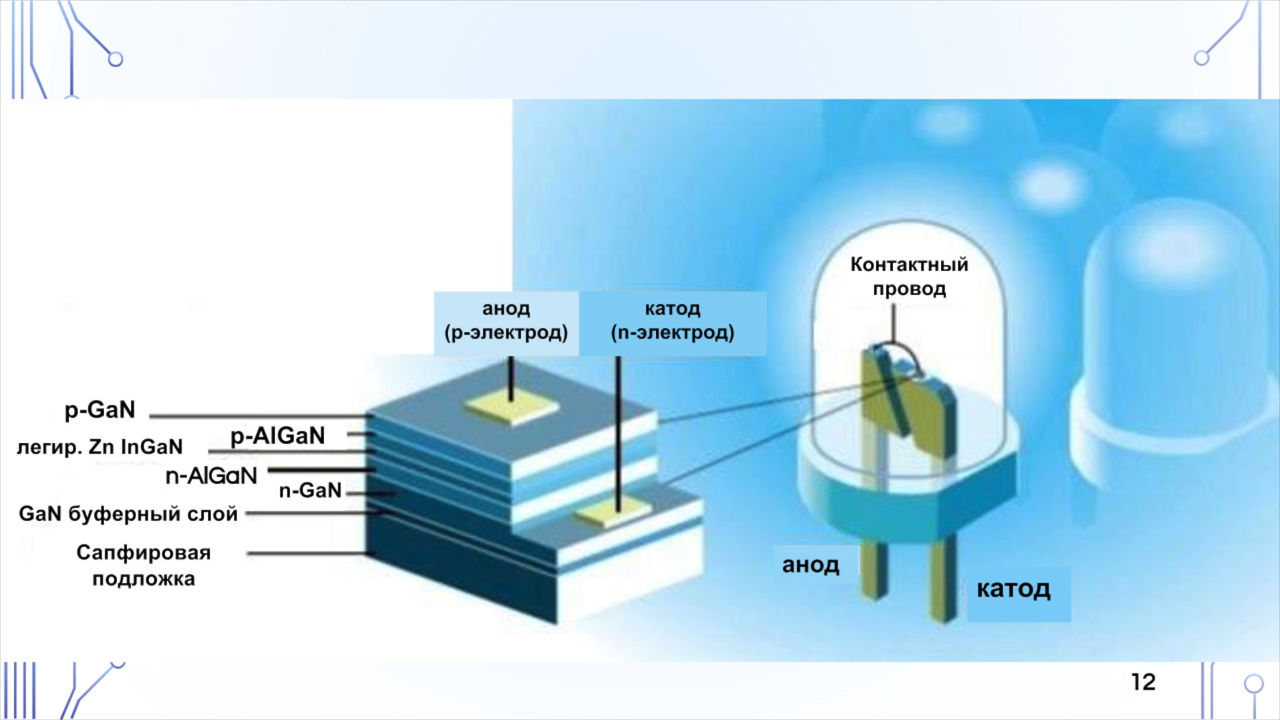 Контактный
провод
анод
(p-электрод)
катод
(n-электрод)
p-GaN
p-AlGaN
легир. Zn InGaN
n-AlGaN
n-GaN
GaN буферный слой
Сапфировая
подложка
анод
катод
12